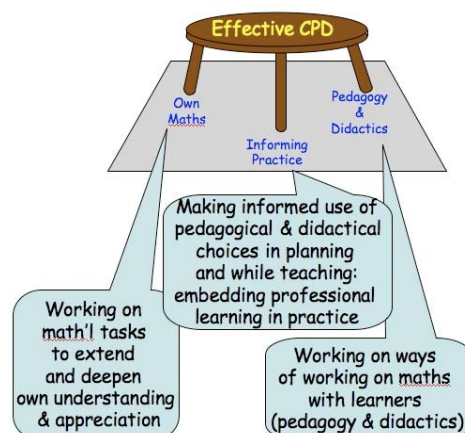 Effective CPD
Own
Maths
Pedagogy
&
Didactics
Informing
Practice
Making informed use of
pedagogical & didactical
choices in planning
and while teaching:
embedding professional
learning in practice
Working on
math'l tasks
to extend
and deepen
own understanding
& appreciation
Working on ways
of working on maths
with learners
(pedagogy & didactics)